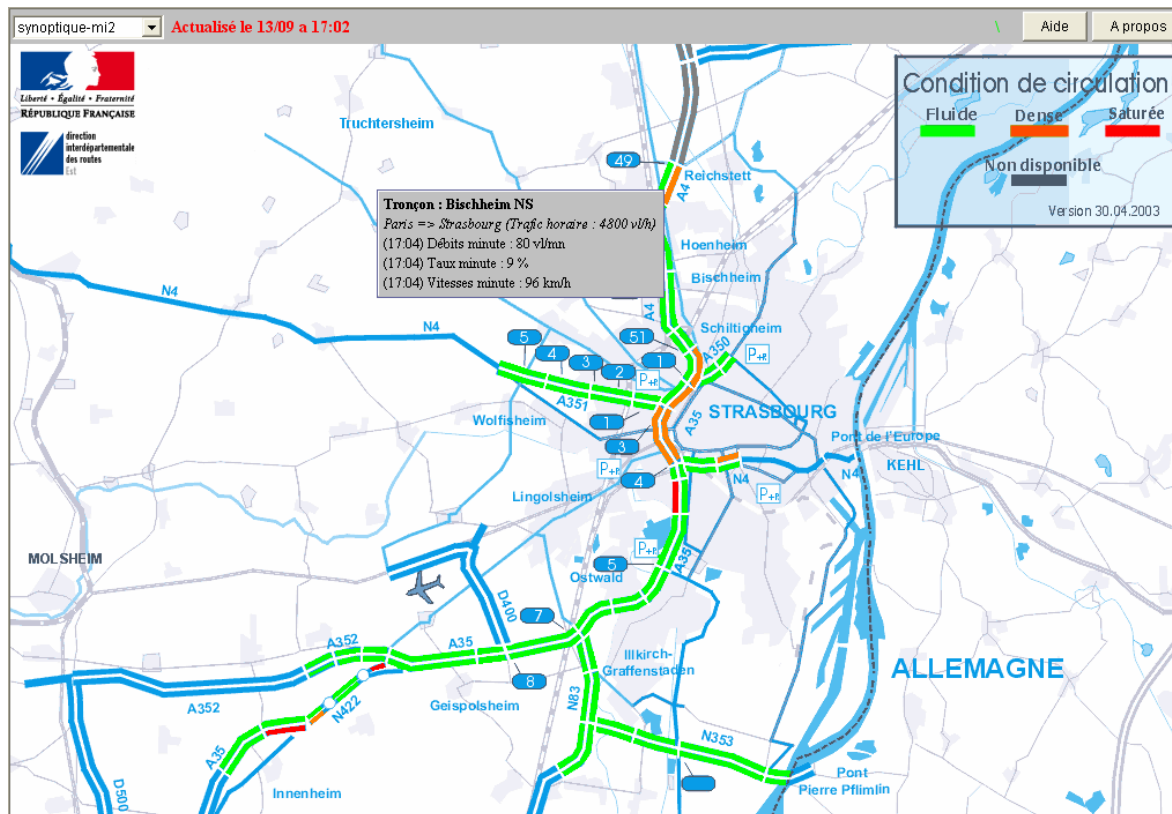 synoptique-mi2
Actualisé le 13/09 a 17:02
\
Aide
A propos
Liberté • Égalité • Fraternité
RÉPUBLIQUE FRANÇAISE
direction
interdépartementale
des routes
Est
Condition de circulation
Fluide
Dense
Saturée
Non disponible
Version 30.04.2003
Truchtersheim
49
Reichstett
A4
Tronçon : Bischheim NS
Paris => Strasbourg (Trafic horaire : 4800 vl/h)
(17:04) Débits minute : 80 vl/mn
(17:04) Taux minute : 9 %
(17:04) Vitesses minute : 96 km/h
Hoenheim
Bischheim
N4
A4
N4
Schiltigheim
51
5
4
3
2
1
A350
P+R
P+R
A351
Wolfisheim
1
A35
STRASBOURG
3
Pont de l'Europe
KEHL
P+R
4
N4
N4
P+R
Lingolsheim
MOLSHEIM
P+R
5
A35
Ostwald
D400
7
A352
A35
Illkirch-
Graffenstaden
8
ALLEMAGNE
A352
N422
Geispolsheim
N83
N353
A35
D500
Innenheim
Pont
Pierre Pflimlin